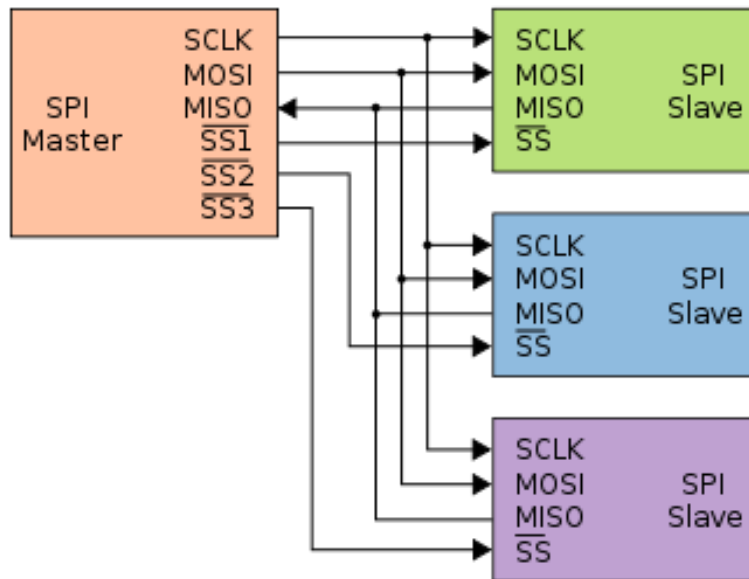 SCLK
MOSI
SPI MISO
Master SS1
SS2
SS3
SCLK
MOSI SPI
MISO Slave
SS
SCLK
MOSI SPI
MISO Slave
SS
SCLK
MOSI SPI
MISO Slave
SS